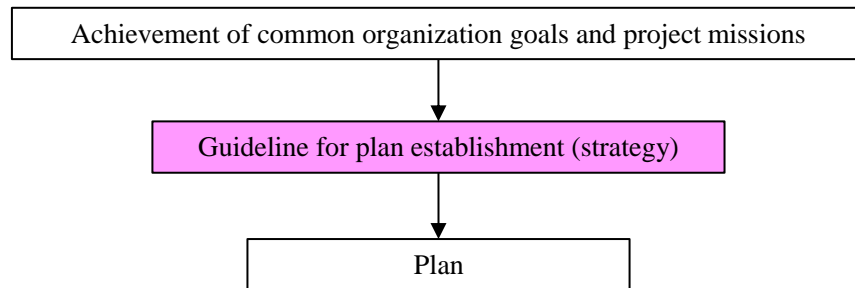 Achievement of common organization goals and project missions
Guideline for plan establishment (strategy)
Plan